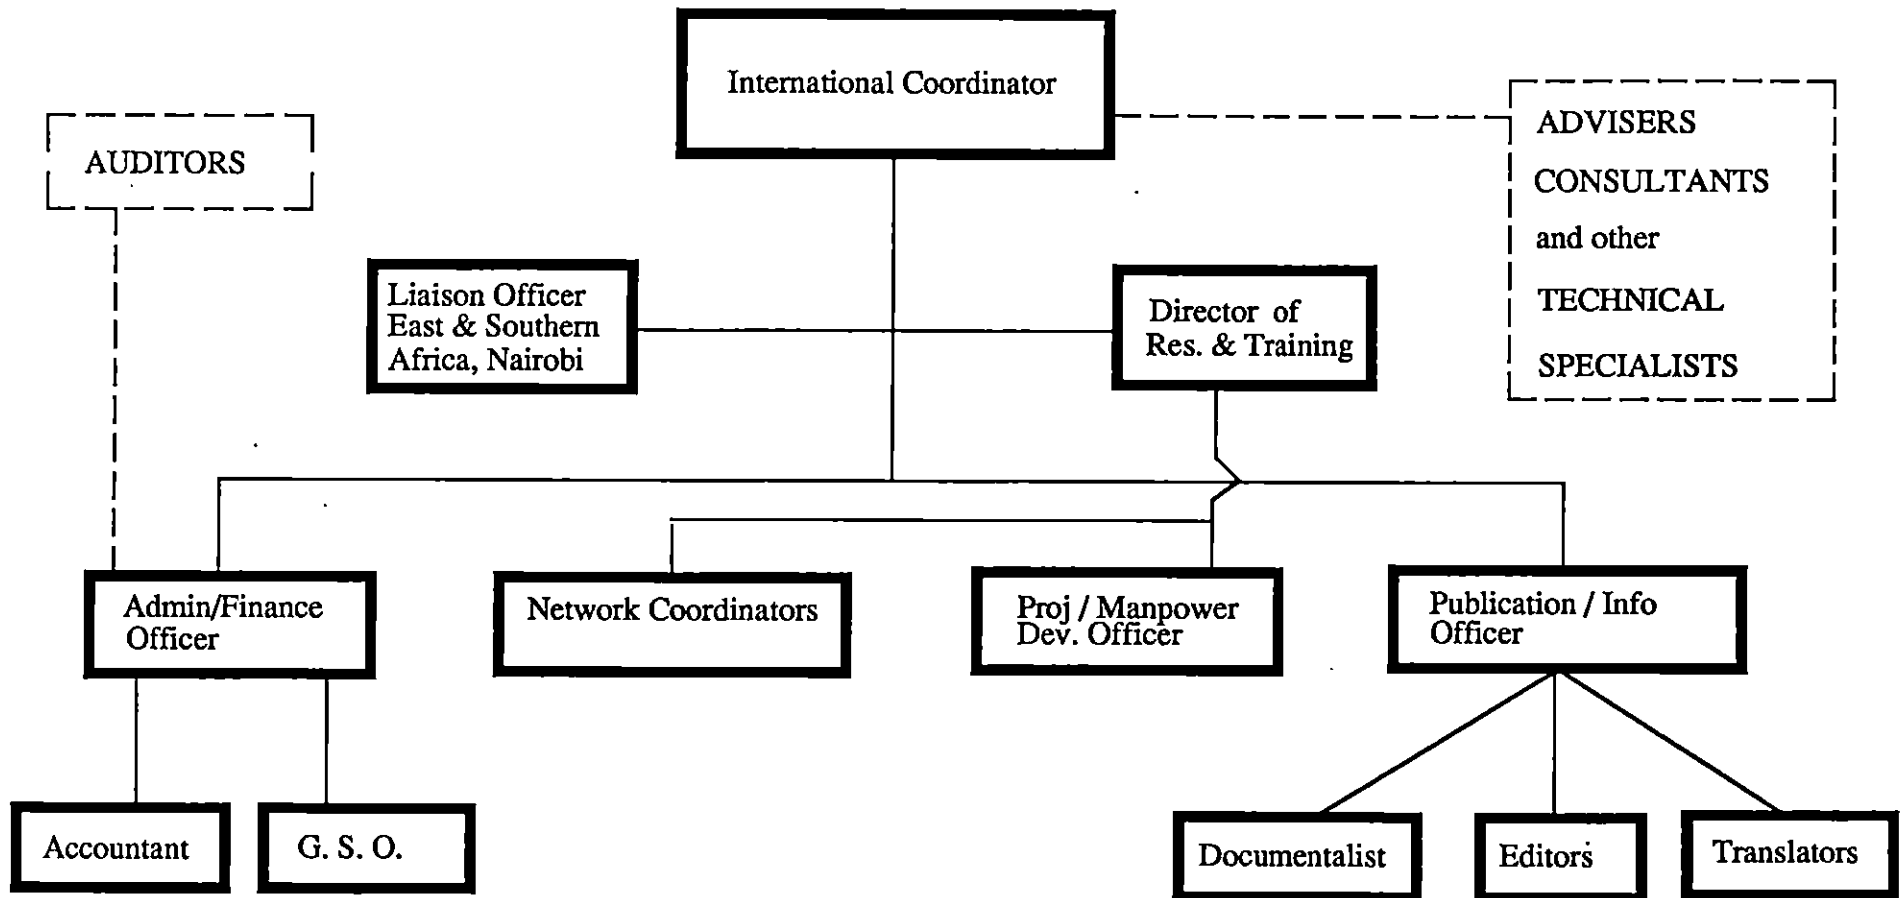 International Coordinator
AUDITORS
ADVISERS
CONSULTANTS
and other
TECHNICAL
SPECIALISTS
Liaison Officer
East & Southern
Africa, Nairobi
Director of
Res. & Training
Admin/Finance
Officer
Network Coordinators
Proj / Manpower
Dev. Officer
Publication / Info
Officer
Accountant
G. S. O.
Documentalist
Editors
Translators